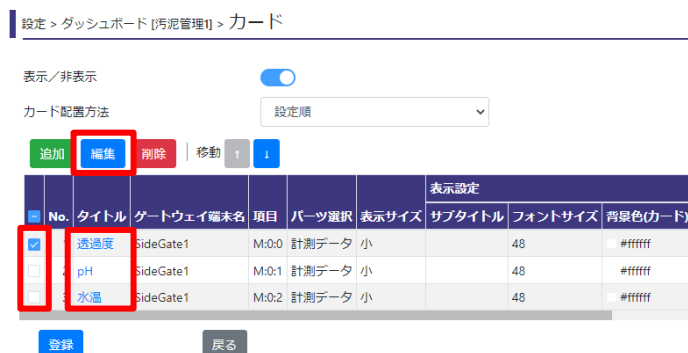 設定 > ダッシュボード [汚泥管理1] > カード
表示／非表示
カード配置方法 設定順
追加 編集 削除 移動 ↑ ↓
表示設定
No. タイトル ゲートウェイ端末名 項目 パーツ選択 表示サイズ サブタイトル フォントサイズ 背景色(カード)
1 透過度 SideGate1 M:0:0 計測データ 小 48 #ffffff
2 pH SideGate1 M:0:1 計測データ 小 48 #ffffff
3 水温 SideGate1 M:0:2 計測データ 小 48 #ffffff
登録 戻る